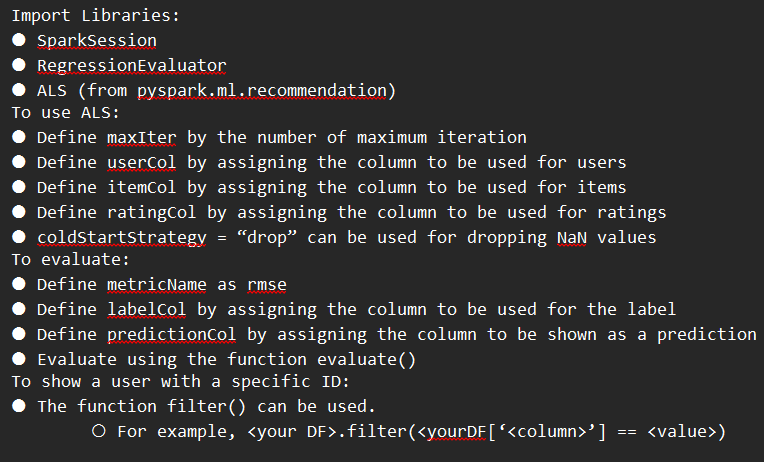 Import Libraries:
● SparkSession
● RegressionEvaluator
● ALS (from pyspark.ml.recommendation)
To use ALS:
● Define maxIter by the number of maximum iteration
● Define userCol by assigning the column to be used for users
● Define itemCol by assigning the column to be used for items
● Define ratingCol by assigning the column to be used for ratings
● coldStartStrategy = “drop” can be used for dropping NaN values
To evaluate:
● Define metricName as rmse
● Define labelCol by assigning the column to be used for the label
● Define predictionCol by assigning the column to be shown as a prediction
● Evaluate using the function evaluate()
To show a user with a specific ID:
● The function filter() can be used.
○ For example, <your DF>.filter(<yourDF[‘<column>’] == <value>)